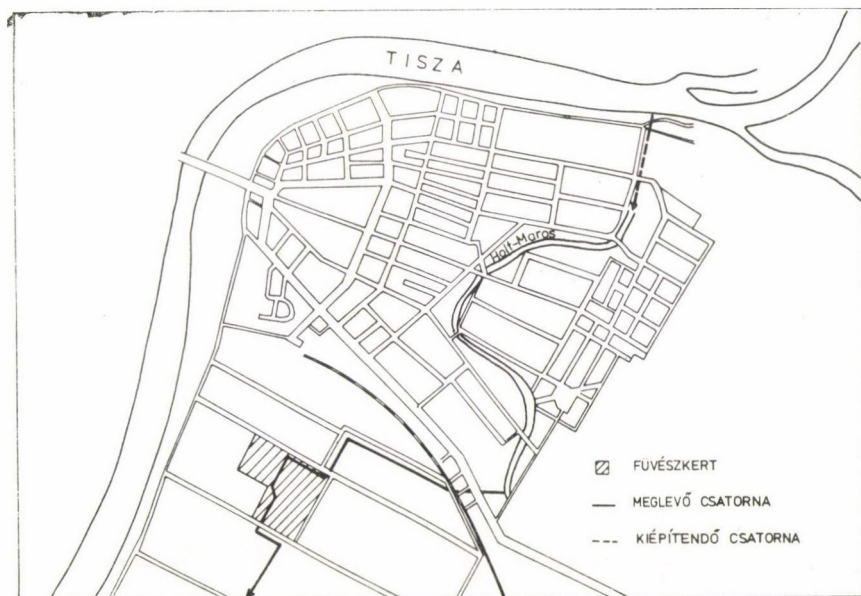 TISZA
Holt-Maros
FÜVÉSZKERT
MEGLEVŐ CSATORNA
KIÉPÍTENDŐ CSATORNA